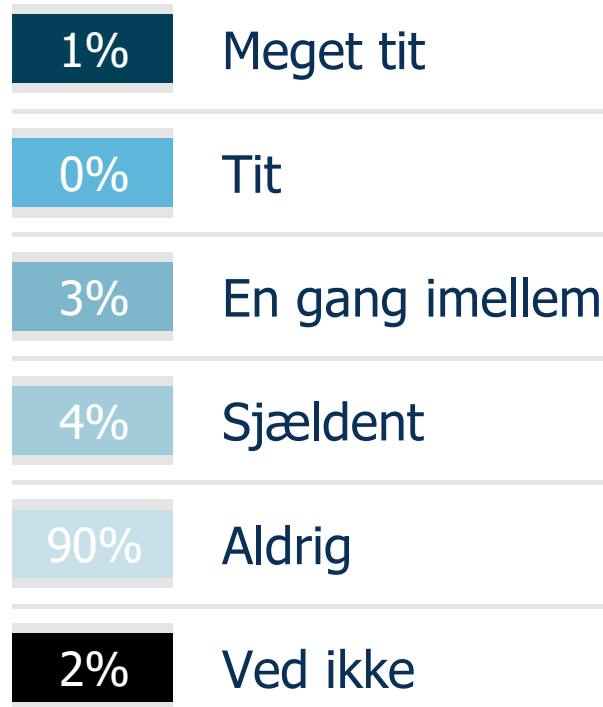 1% Meget tit
0% Tit
3% En gang imellem
4% Sjældent
90% Aldrig
2% Ved ikke